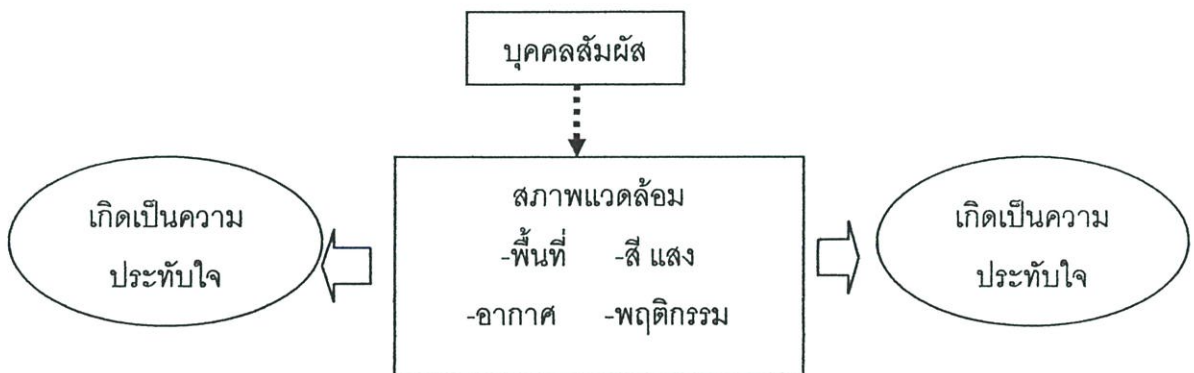 บุคคลสัมผัส
เกิดเป็นความ
ประทับใจ
สภาพแวดล้อม
-พื้นที่ -สี แสง
-อากาศ -พฤติกรรม
เกิดเป็นความ
ประทับใจ